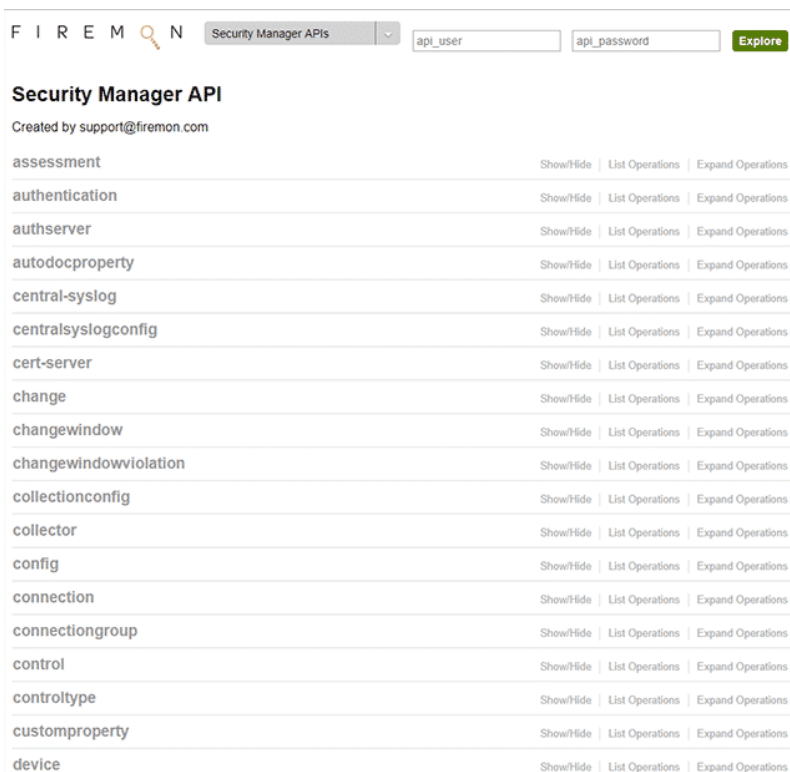 FIREMON Security Manager APIs api_user api_password Explore
Security Manager API
Created by support@firemon.com
assessment Show/Hide | List Operations | Expand Operations
authentication Show/Hide | List Operations | Expand Operations
authserver Show/Hide | List Operations | Expand Operations
autodocproperty Show/Hide | List Operations | Expand Operations
central-syslog Show/Hide | List Operations | Expand Operations
centralsyslogconfig Show/Hide | List Operations | Expand Operations
cert-server Show/Hide | List Operations | Expand Operations
change Show/Hide | List Operations | Expand Operations
changewindow Show/Hide | List Operations | Expand Operations
changewindowviolation Show/Hide | List Operations | Expand Operations
collectionconfig Show/Hide | List Operations | Expand Operations
collector Show/Hide | List Operations | Expand Operations
config Show/Hide | List Operations | Expand Operations
connection Show/Hide | List Operations | Expand Operations
connectiongroup Show/Hide | List Operations | Expand Operations
control Show/Hide | List Operations | Expand Operations
controltype Show/Hide | List Operations | Expand Operations
customproperty Show/Hide | List Operations | Expand Operations
device Show/Hide | List Operations | Expand Operations